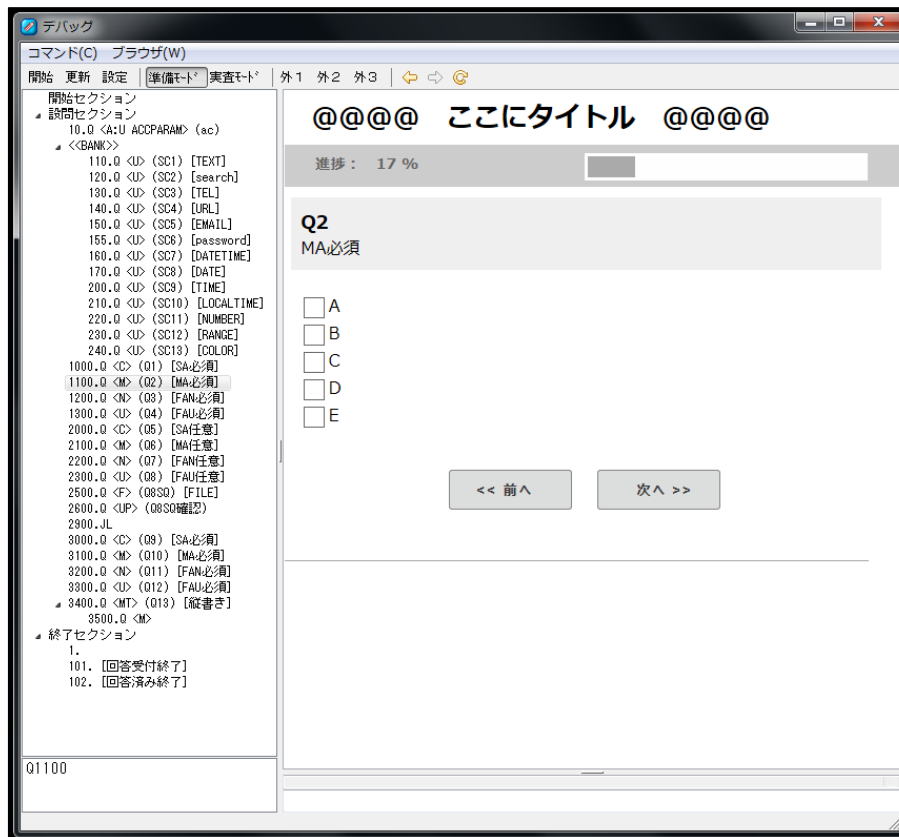 デバッグ
コマンド(C) ブラウザ(W)
開始 更新 設定 準備ﾓｰﾄﾞ 実査ﾓｰﾄﾞ 外1 外2 外3
開始セクション
設問セクション
10.Q <A:U ACCPARAM> (ac)
<<BANK>>
110.Q <U> (SC1) [TEXT]
120.Q <U> (SC2) [search]
130.Q <U> (SC3) [TEL]
140.Q <U> (SC4) [URL]
150.Q <U> (SC5) [EMAIL]
155.Q <U> (SC6) [password]
160.Q <U> (SC7) [DATETIME]
170.Q <U> (SC8) [DATE]
200.Q <U> (SC9) [TIME]
210.Q <U> (SC10) [LOCALTIME]
220.Q <U> (SC11) [NUMBER]
230.Q <U> (SC12) [RANGE]
240.Q <U> (SC13) [COLOR]
1000.Q <C> (Q1) [SA必須]
1100.Q <M> (Q2) [MA必須]
1200.Q <N> (Q3) [FAN必須]
1300.Q <U> (Q4) [FAU必須]
2000.Q <C> (Q5) [SA任意]
2100.Q <M> (Q6) [MA任意]
2200.Q <N> (Q7) [FAN任意]
2300.Q <U> (Q8) [FAU任意]
2500.Q <F> (Q8SQ) [FILE]
2600.Q <UP> (Q8SQ確認)
2900.JL
3000.Q <C> (Q9) [SA必須]
3100.Q <M> (Q10) [MA必須]
3200.Q <N> (Q11) [FAN必須]
3300.Q <U> (Q12) [FAU必須]
3400.Q <MT> (Q13) [縦書き]
3500.Q <M>
終了セクション
1.
101. [回答受付終了]
102. [回答済み終了]
Q1100
@@@@ ここにタイトル @@@@
進捗： 17 %
Q2
MA必須
A
B
C
D
E
<< 前へ 次へ >>